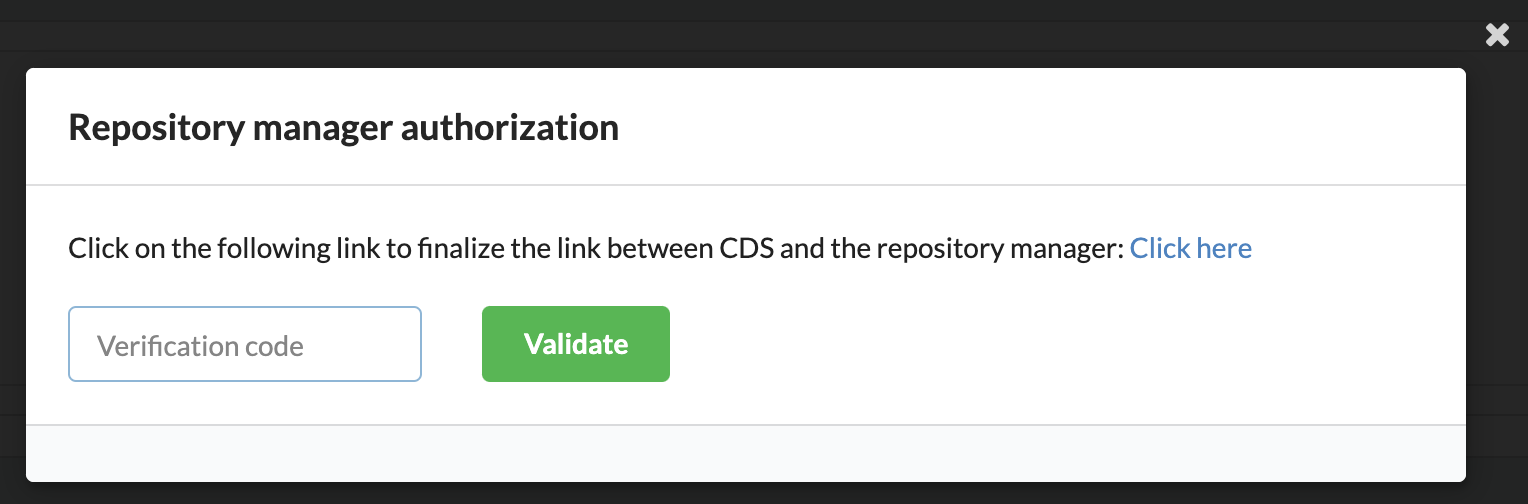 Repository manager authorization
Click on the following link to finalize the link between CDS and the repository manager: Click here
Verification code
Validate